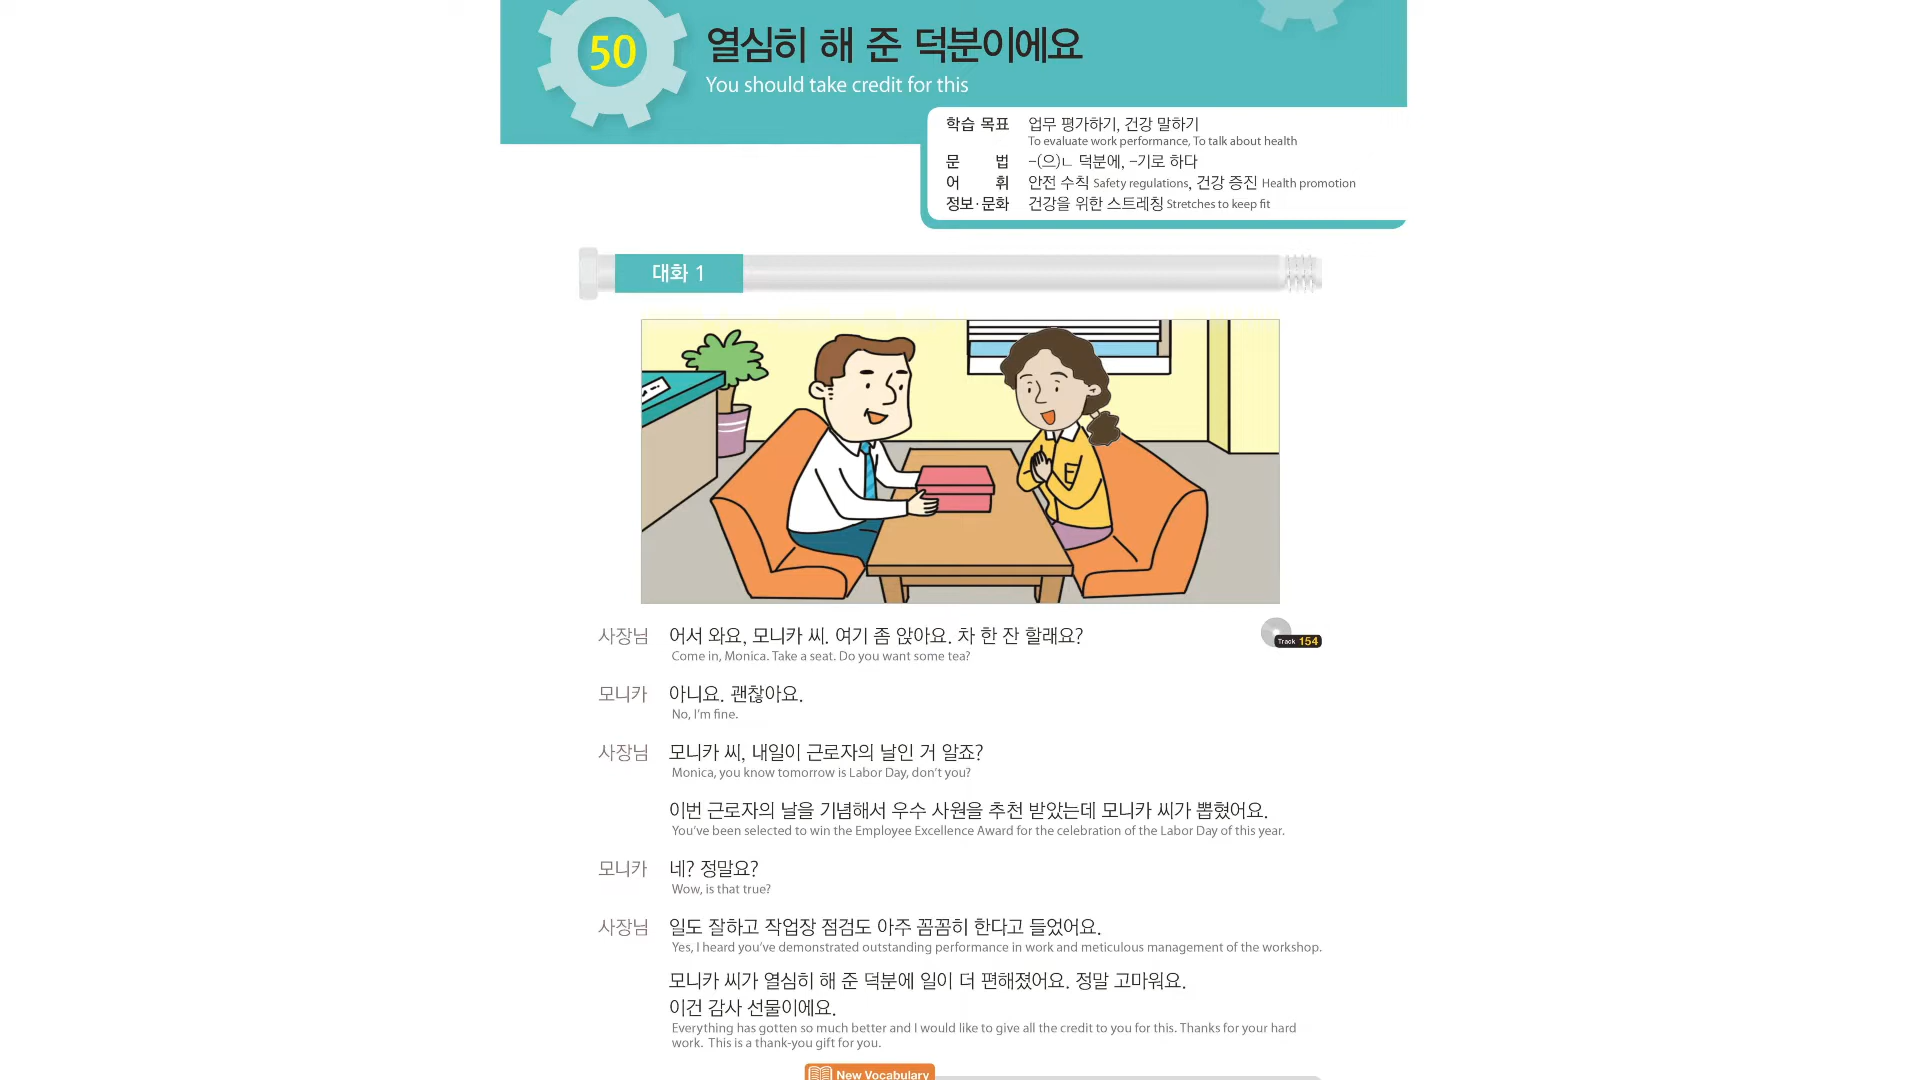 50
열심히 해 준 덕분이에요
You should take credit for this
학습 목표 업무 평가하기, 건강 말하기
To evaluate work performance, To talk about health
문 법 -(으)ㄴ 덕분에, -기로 하다
어 휘 안전 수칙 Safety regulations, 건강 증진 Health promotion
정보·문화 건강을 위한 스트레칭 Stretches to keep fit
대화 1
사장님 어서 와요, 모니카 씨. 여기 좀 앉아요. 차 한 잔 할래요?
Track 154
Come in, Monica. Take a seat. Do you want some tea?
모니카 아니요. 괜찮아요.
No, I'm fine.
사장님 모니카 씨, 내일이 근로자의 날인 거 알죠?
Monica, you know tomorrow is Labor Day, don't you?
이번 근로자의 날을 기념해서 우수 사원을 추천 받았는데 모니카 씨가 뽑혔어요.
You've been selected to win the Employee Excellence Award for the celebration of the Labor Day of this year.
모니카 네? 정말요?
Wow, is that true?
사장님 일도 잘하고 작업장 점검도 아주 꼼꼼히 한다고 들었어요.
Yes, I heard you've demonstrated outstanding performance in work and meticulous management of the workshop.
모니카 씨가 열심히 해 준 덕분에 일이 더 편해졌어요. 정말 고마워요.
이건 감사 선물이에요.
Everything has gotten so much better and I would like to give all the credit to you for this. Thanks for your hard
work. This is a thank-you gift for you.
New Vocabulary